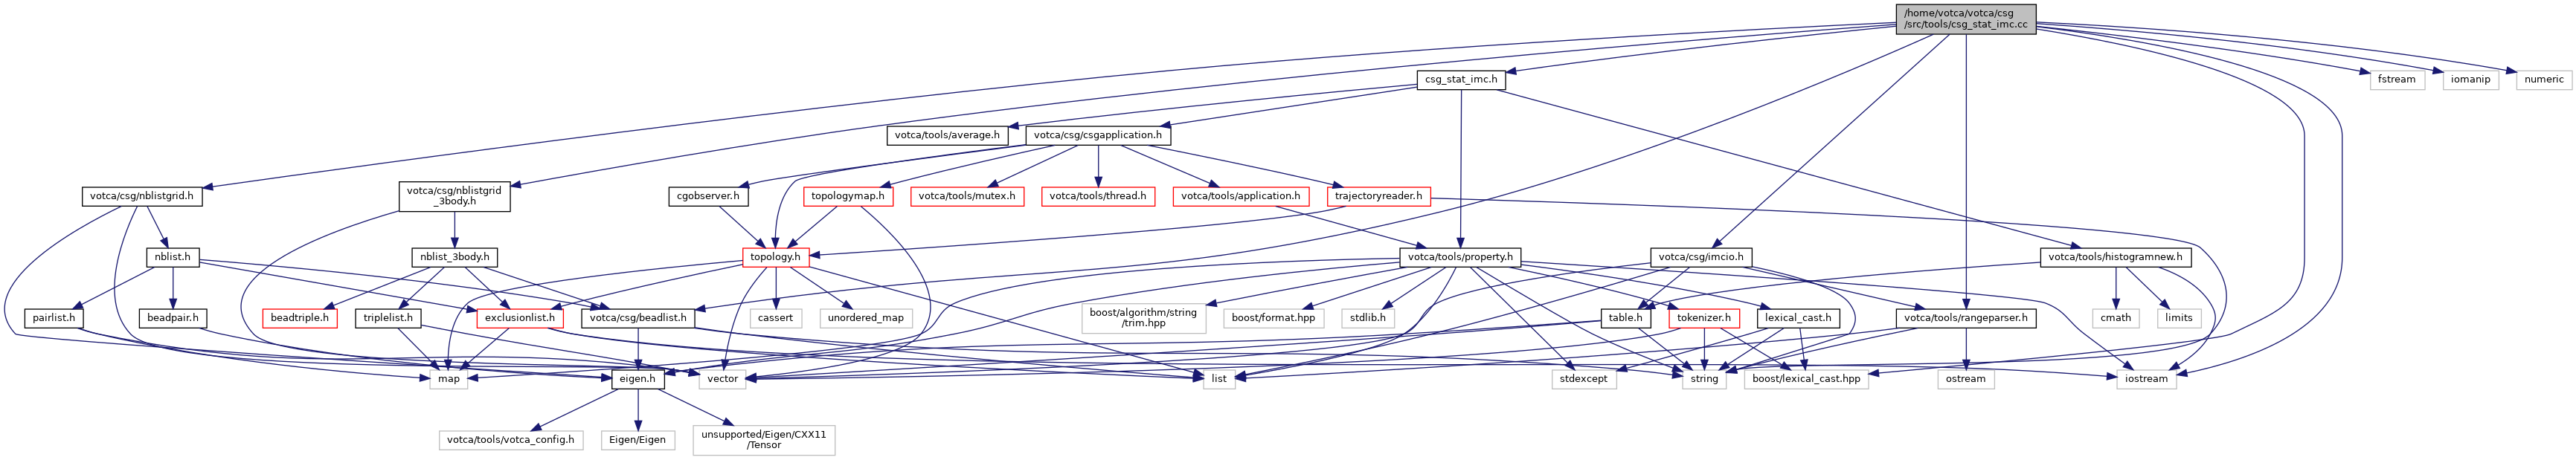 /home/votca/votca/csg
/src/tools/csg_stat_imc.cc
csg_stat_imc.h
fstream
iomanip
numeric
votca/tools/average.h
votca/csg/csgapplication.h
votca/csg/nblistgrid.h
votca/csg/nblistgrid
_3body.h
cgobserver.h
topologymap.h
votca/tools/mutex.h
votca/tools/thread.h
votca/tools/application.h
trajectoryreader.h
nblist.h
nblist_3body.h
topology.h
votca/tools/property.h
votca/csg/imcio.h
votca/tools/histogramnew.h
pairlist.h
beadpair.h
beadtriple.h
triplelist.h
exclusionlist.h
votca/csg/beadlist.h
cassert
unordered_map
boost/algorithm/string
/trim.hpp
boost/format.hpp
stdlib.h
table.h
tokenizer.h
lexical_cast.h
votca/tools/rangeparser.h
cmath
limits
map
eigen.h
vector
list
stdexcept
string
boost/lexical_cast.hpp
ostream
iostream
votca/tools/votca_config.h
Eigen/Eigen
unsupported/Eigen/CXX11
/Tensor